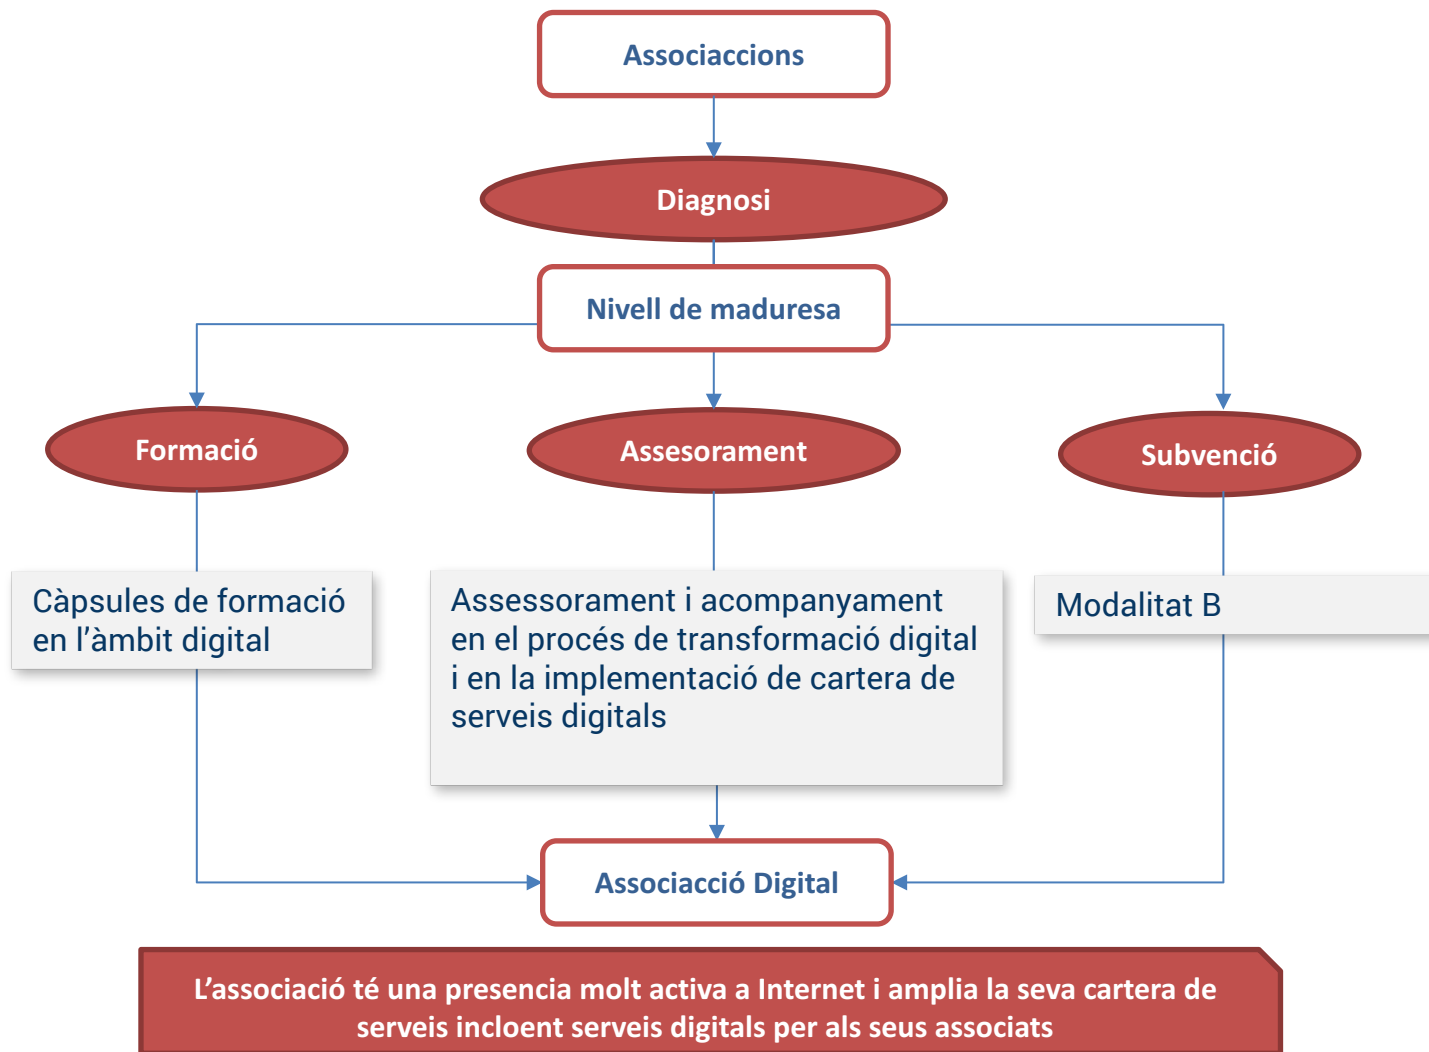 Associaccions
Diagnosi
Nivell de maduresa
Formació
Assesorament
Subvenció
Càpsules de formació
en l'àmbit digital
Assessorament i acompanyament
en el procés de transformació digital
i en la implementació de cartera de
serveis digitals
Modalitat B
Associacció Digital
L’associó té una presencia molt activa a Internet i amplia la seva cartera de
serveis incloent serveis digitals per als seus associats